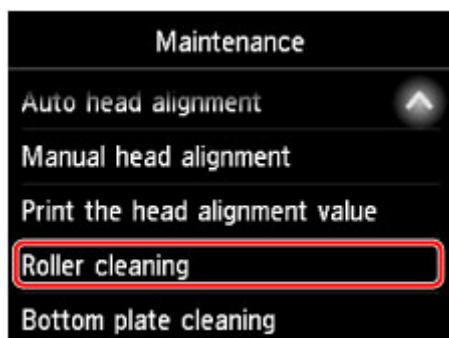 Maintenance
Auto head alignment
Manual head alignment
Print the head alignment value
Roller cleaning
Bottom plate cleaning